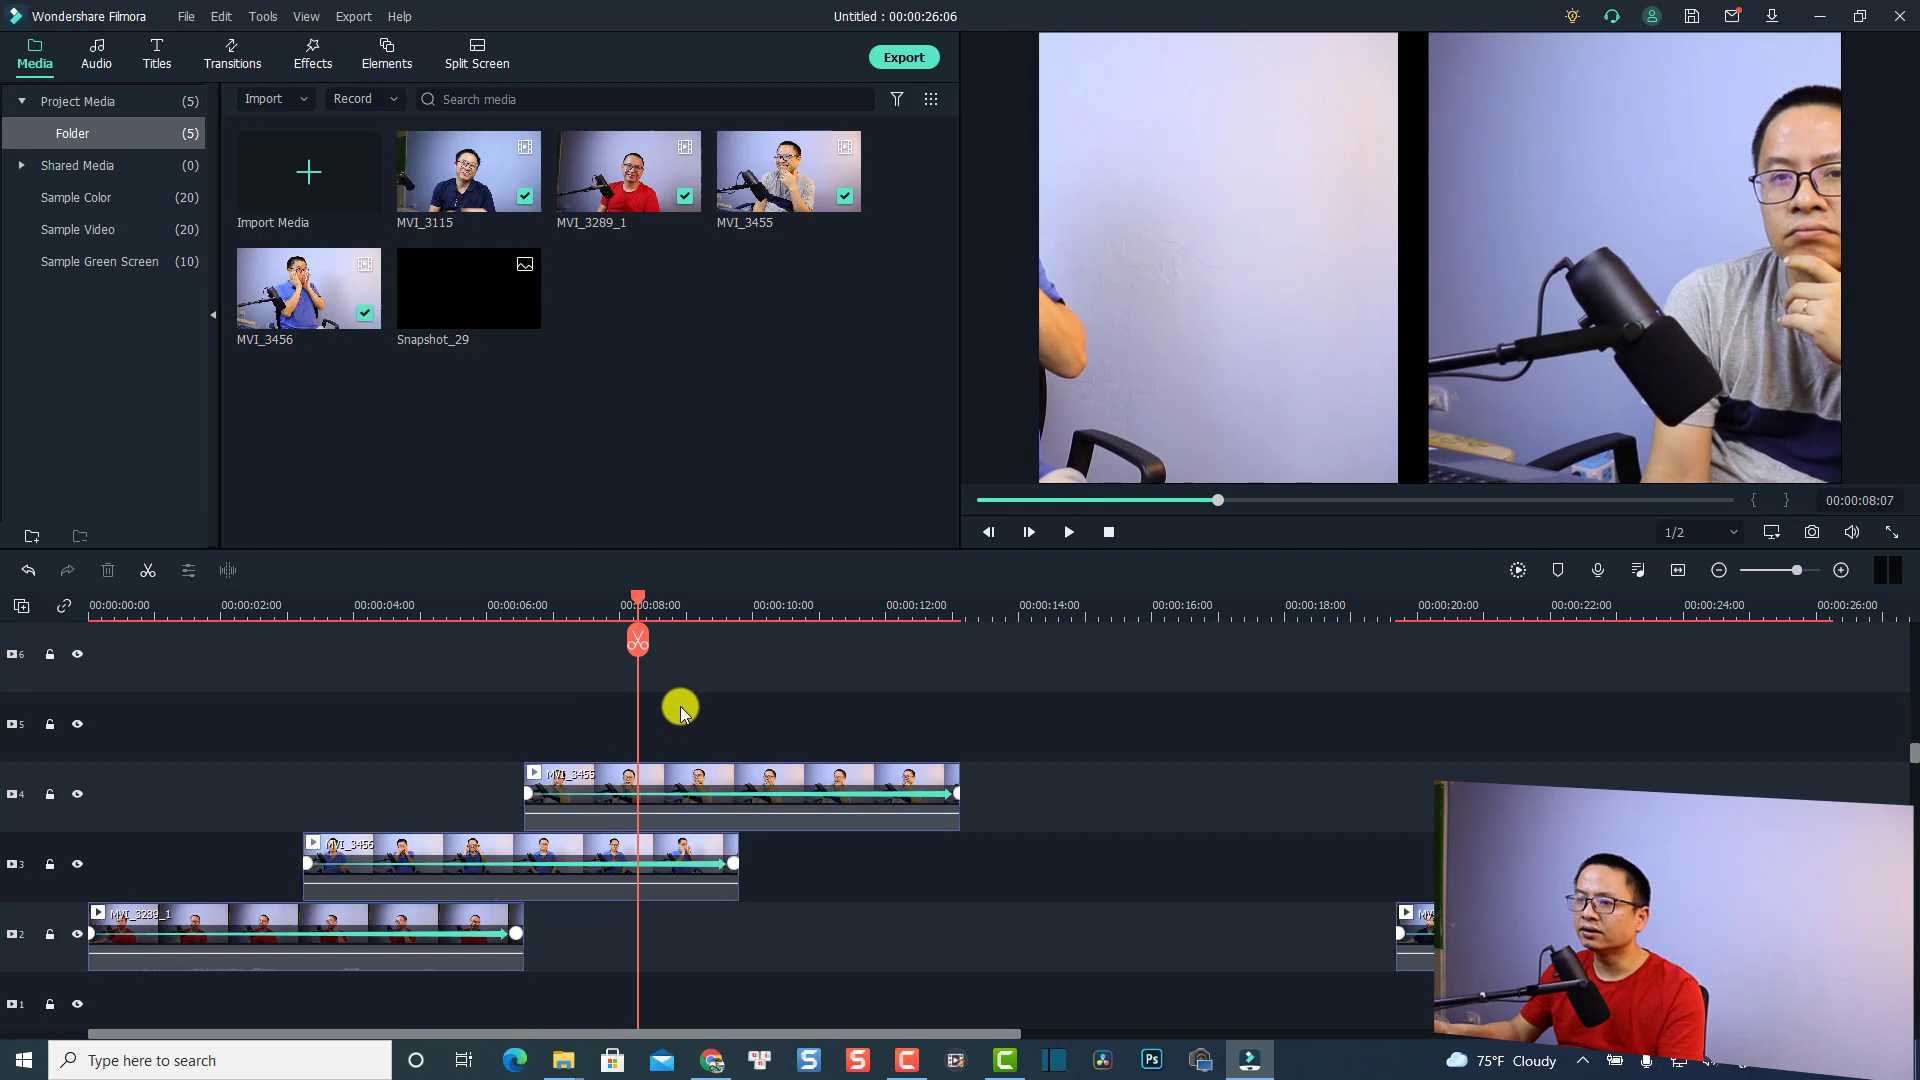 Wondershare Filmora
File Edit Tools View Export Help
Untitled : 00:00:26:06
Media Audio Titles Transitions Effects Elements Split Screen
Export
Project Media (5)
Folder (5)
Shared Media (0)
Sample Color (20)
Sample Video (20)
Sample Green Screen (10)
Import Record Search media
Import Media MVI_3115 MVI_3289_1 MVI_3455
MVI_3456 Snapshot_29
{ } 00:00:08:07
1/2
00:00:00:00 00:00:02:00 00:00:04:00 00:00:06:00 00:00:08:00 00:00:10:00 00:00:12:00 00:00:14:00 00:00:16:00 00:00:18:00 00:00:20:00 00:00:22:00 00:00:24:00 00:00:26:00
6
5
4 MVI_3455
3 MVI_3456
2 MVI_3289_1
1
Type here to search
Ps
75°F Cloudy